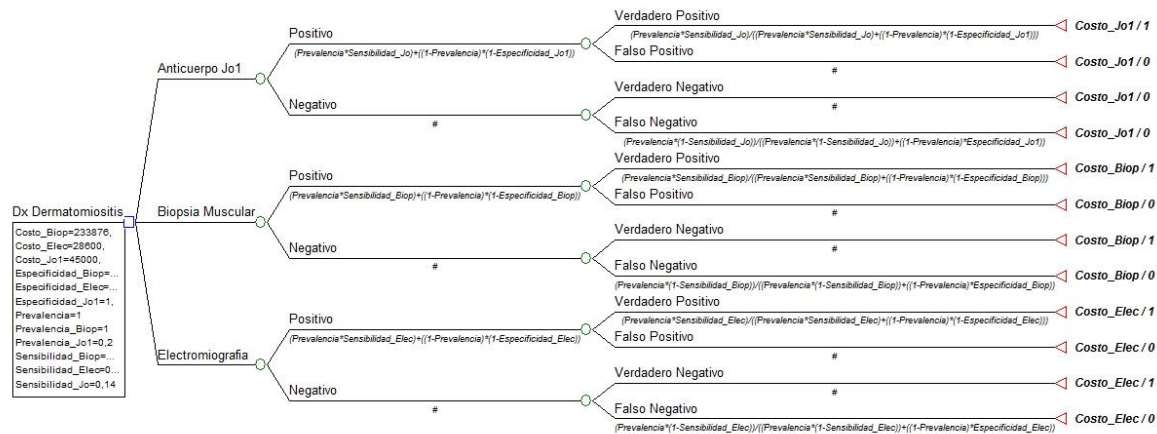 Verdadero Positivo
Costo_Jo1 / 1
Positivo
(Prevalencia*Sensibilidad_Jo)/((Prevalencia*Sensibilidad_Jo)+((1-Prevalencia)*(1-Especificidad_Jo1)))
(Prevalencia*Sensibilidad_Jo)+((1-Prevalencia)*(1-Especificidad_Jo1))
Falso Positivo
Costo_Jo1 / 0
#
Anticuerpo Jo1
Verdadero Negativo
Costo_Jo1 / 0
Negativo
#
#
Falso Negativo
Costo_Jo1 / 0
(Prevalencia*(1-Sensibilidad_Jo))/((Prevalencia*(1-Sensibilidad_Jo))+((1-Prevalencia)*Especificidad_Jo1))
Verdadero Positivo
Costo_Biop / 1
Positivo
(Prevalencia*Sensibilidad_Biop)/((Prevalencia*Sensibilidad_Biop)+((1-Prevalencia)*(1-Especificidad_Biop)))
(Prevalencia*Sensibilidad_Biop)+((1-Prevalencia)*(1-Especificidad_Biop))
Falso Positivo
Costo_Biop / 0
#
Dx Dermatomiositis
Biopsia Muscular
Costo_Biop=233876,
Costo_Elec=28600,
Costo_Jo1=45000,
Especificidad_Biop=...
Especificidad_Elec=...
Especificidad_Jo1=1,
Prevalencia=1
Prevalencia_Biop=1
Prevalencia_Jo1=0,2
Sensibilidad_Biop=...
Sensibilidad_Elec=0...
Sensibilidad_Jo=0,14
Verdadero Negativo
Costo_Biop / 1
Negativo
#
#
Falso Negativo
Costo_Biop / 0
(Prevalencia*(1-Sensibilidad_Biop))/((Prevalencia*(1-Sensibilidad_Biop))+((1-Prevalencia)*Especificidad_Biop))
Verdadero Positivo
Costo_Elec / 1
Positivo
(Prevalencia*Sensibilidad_Elec)/((Prevalencia*Sensibilidad_Elec)+((1-Prevalencia)*(1-Especificidad_Elec)))
(Prevalencia*Sensibilidad_Elec)+((1-Prevalencia)*(1-Especificidad_Elec))
Falso Positivo
Costo_Elec / 0
#
Electromiografia
Verdadero Negativo
Costo_Elec / 1
Negativo
#
#
Falso Negativo
Costo_Elec / 0
(Prevalencia*(1-Sensibilidad_Elec))/((Prevalencia*(1-Sensibilidad_Elec))+((1-Prevalencia)*Especificidad_Elec))